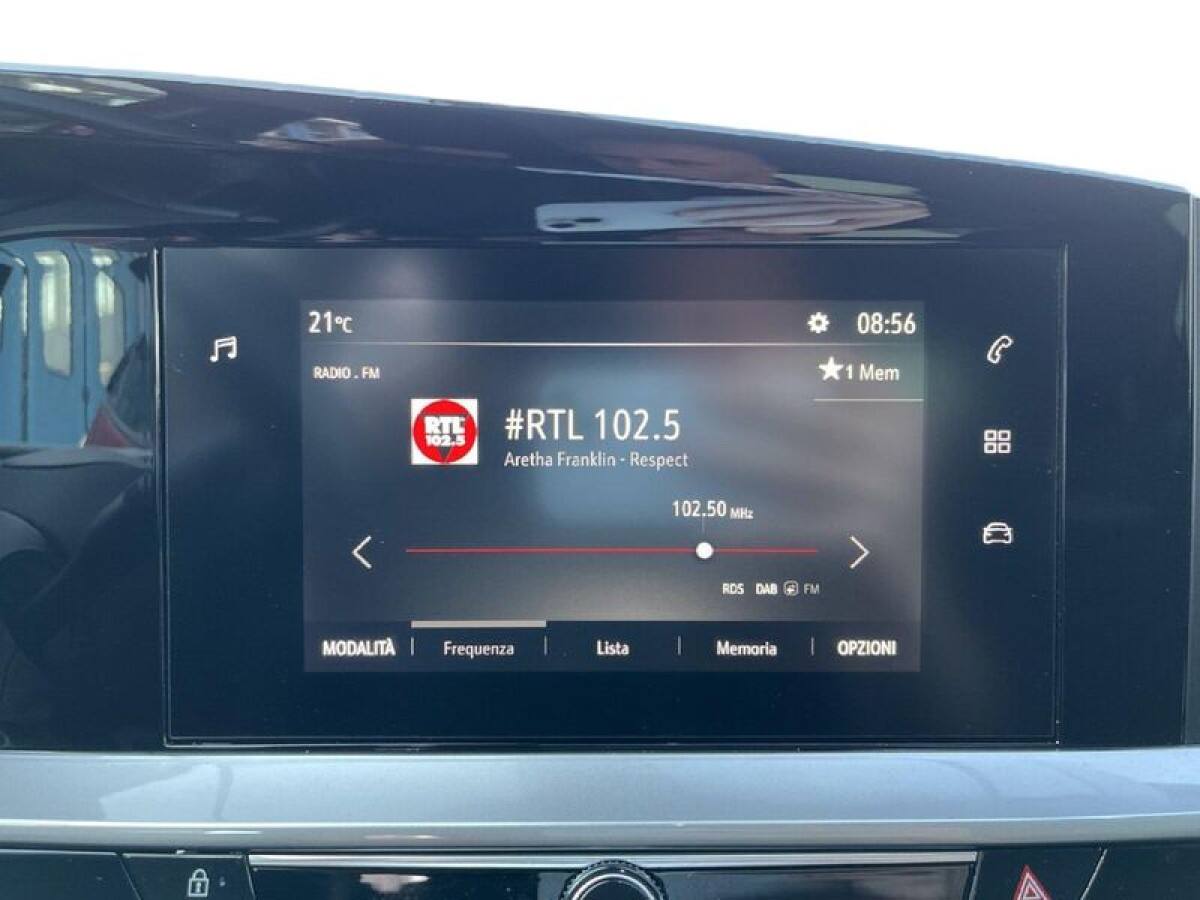 21°C 08:56
RADIO . FM ★1 Mem
RTL
102.5
#RTL 102.5
Aretha Franklin - Respect
102.50 MHz
RDS DAB FM
MODALITÀ Frequenza Lista Memoria OPZIONI